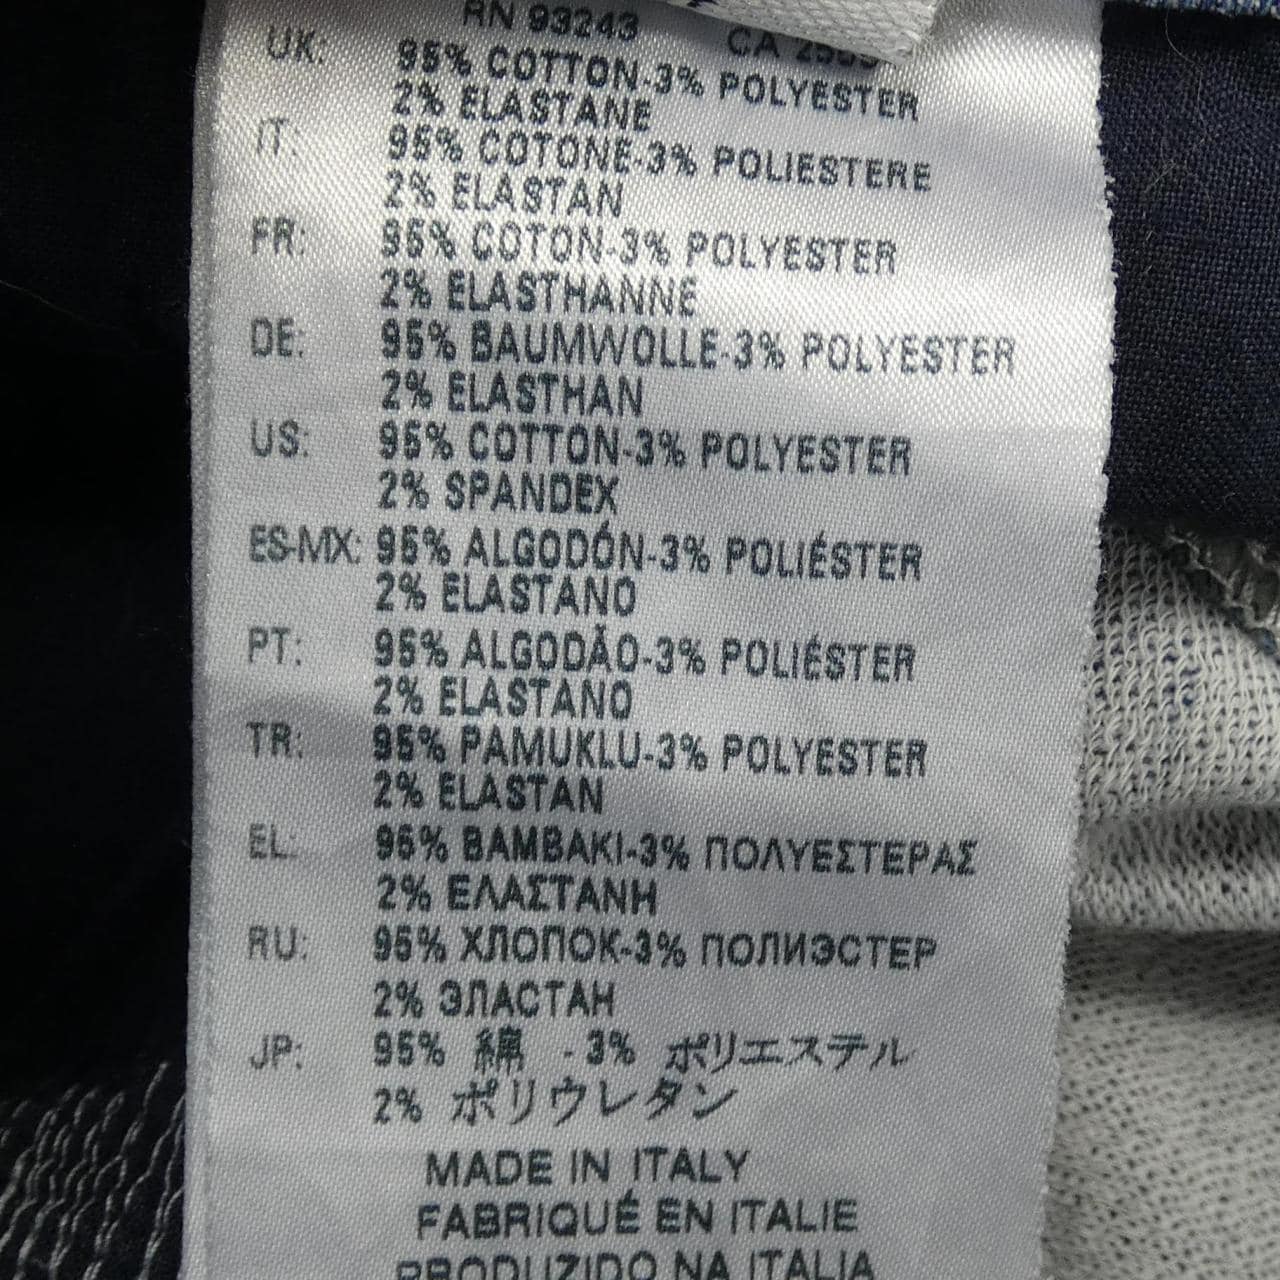 RN 93243 CA
UK: 95% COTTON-3% POLYESTER
2% ELASTANE
IT: 95% COTONE-3% POLIESTERE
2% ELASTAN
FR: 95% COTON-3% POLYESTER
2% ELASTHANNE
DE: 95% BAUMWOLLE-3% POLYESTER
2% ELASTHAN
US: 95% COTTON-3% POLYESTER
2% SPANDEX
ES-MX: 95% ALGODÓN-3% POLIÉSTER
2% ELASTANO
PT: 95% ALGODÃO-3% POLIÉSTER
2% ELASTANO
TR: 95% PAMUKLU-3% POLYESTER
2% ELASTAN
EL: 95% ΒΑΜΒΑΚΙ-3% ΠΟΛΥΕΣΤΕΡΑΣ
2% ΕΛΑΣΤΑΝΗ
RU: 95% ХЛОПОК-3% ПОЛИЭСТЕР
2% ЭЛАСТАН
JP: 95% 綿 - 3% ポリエステル
2% ポリウレタン
MADE IN ITALY
FABRIQUÉ EN ITALIE
PRODUZIDO NA ITALIA